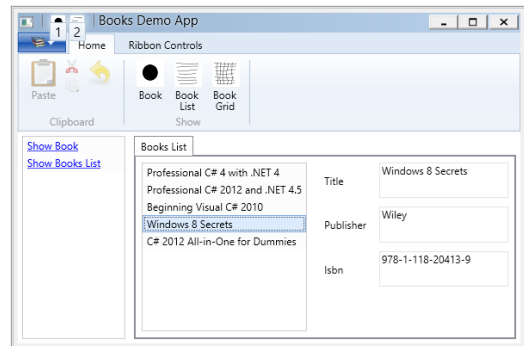 Books Demo App
1
2
Home
Ribbon Controls
Paste
Book
Book
List
Book
Grid
Clipboard
Show
Show Book
Show Books List
Books List
Professional C# 4 with .NET 4
Professional C# 2012 and .NET 4.5
Beginning Visual C# 2010
Windows 8 Secrets
C# 2012 All-in-One for Dummies
Title
Windows 8 Secrets
Publisher
Wiley
Isbn
978-1-118-20413-9